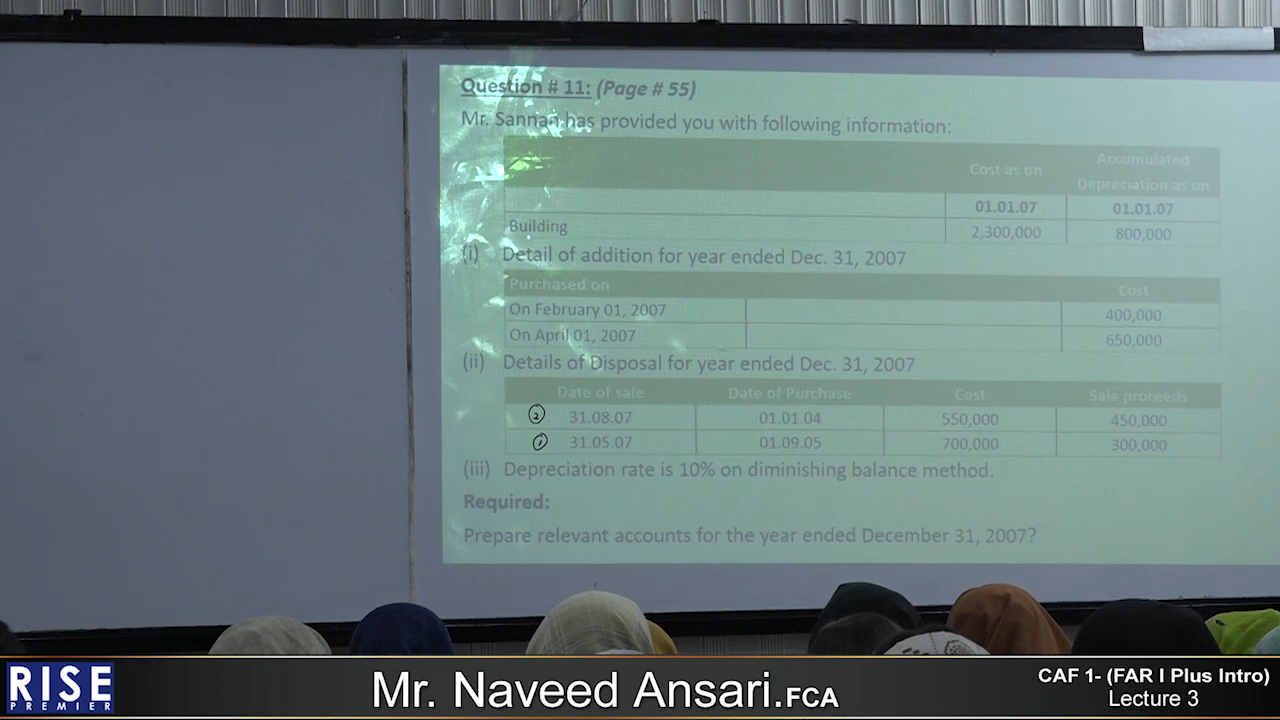 Question # 11: (Page # 55)
Mr. Sannan has provided you with following information:
Cost as on
Accumulated Depreciation as on
01.01.07 01.01.07
Building 2,300,000 800,000
(i) Detail of addition for year ended Dec. 31, 2007
Purchased on Cost
On February 01, 2007 400,000
On April 01, 2007 650,000
(ii) Details of Disposal for year ended Dec. 31, 2007
Date of sale Date of Purchase Cost Sale proceeds
2 31.08.07 01.01.04 550,000 450,000
1 31.05.07 01.09.05 700,000 300,000
(iii) Depreciation rate is 10% on diminishing balance method.
Required:
Prepare relevant accounts for the year ended December 31, 2007?
RISE
PREMIER
Mr. Naveed Ansari.FCA
CAF 1- (FAR I Plus Intro)
Lecture 3